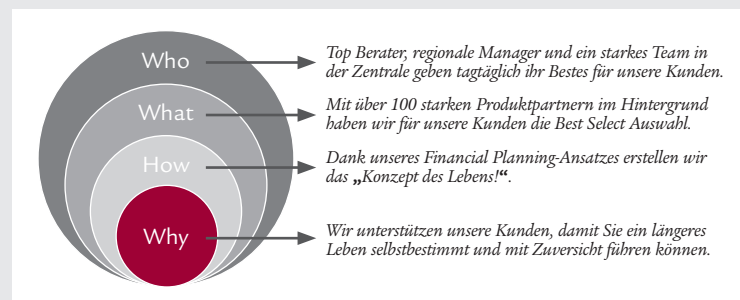 Who
Top Berater, regionale Manager und ein starkes Team in
der Zentrale geben tagtäglich ihr Bestes für unsere Kunden.
What
Mit über 100 starken Produktpartnern im Hintergrund
haben wir für unsere Kunden die Best Select Auswahl.
How
Dank unseres Financial Planning-Ansatzes erstellen wir
das „Konzept des Lebens!“.
Why
Wir unterstützen unsere Kunden, damit Sie ein längeres
Leben selbstbestimmt und mit Zuversicht führen können.